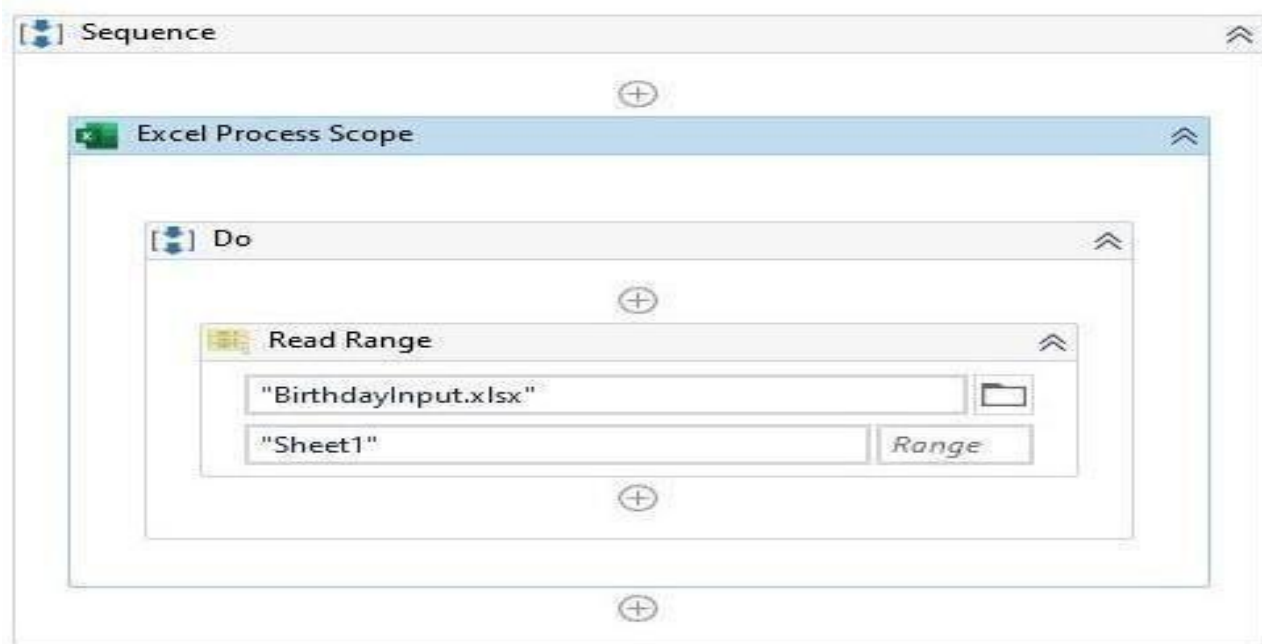 Sequence
Excel Process Scope
Do
Read Range
"BirthdayInput.xlsx"
"Sheet1" Range